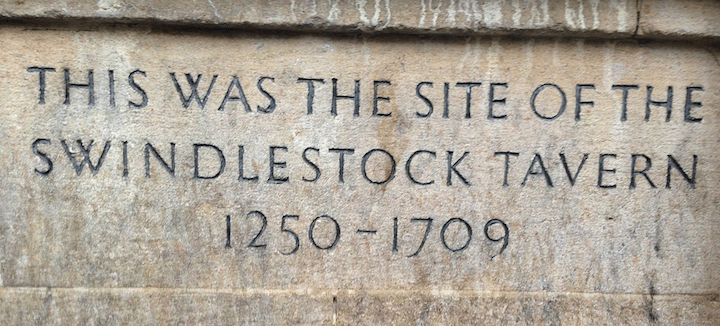 THIS WAS THE SITE OF THE
SWINDLESTOCK TAVERN
1250-1709